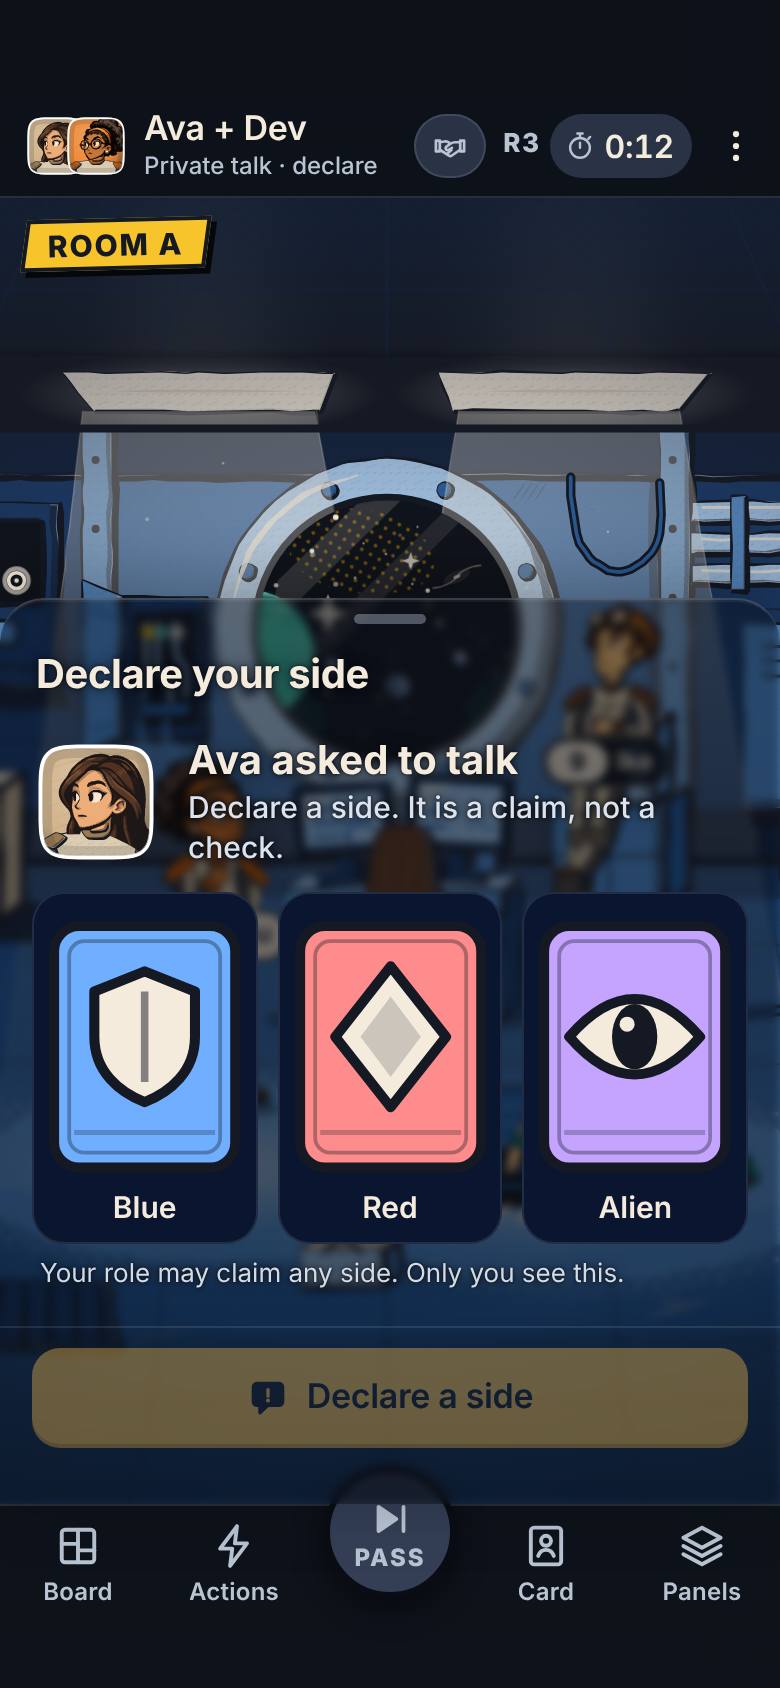 Ava + Dev
Private talk · declare
R3
0:12
ROOM A
Declare your side
Ava asked to talk
Declare a side. It is a claim, not a
check.
Blue
Red
Alien
Your role may claim any side. Only you see this.
Declare a side
PASS
Board
Actions
Card
Panels